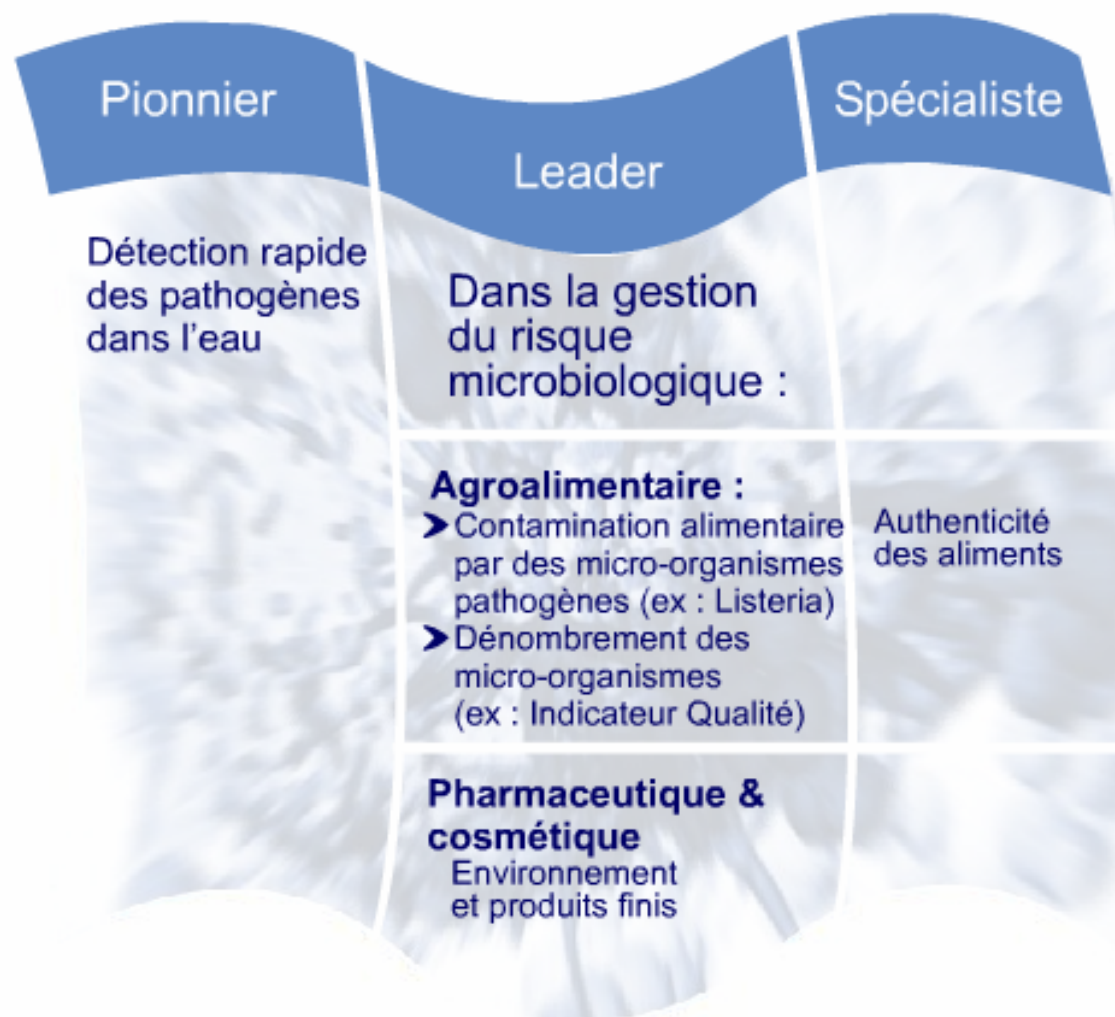 Pionnier
Leader
Spécialiste
Détection rapide
des pathogènes
dans l'eau
Dans la gestion
du risque
microbiologique :
Agroalimentaire :
Contamination alimentaire
par des micro-organismes
pathogènes (ex : Listeria)
Dénombrement des
micro-organismes
(ex : Indicateur Qualité)
Authenticité
des aliments
Pharmaceutique &
cosmétique
Environnement
et produits finis